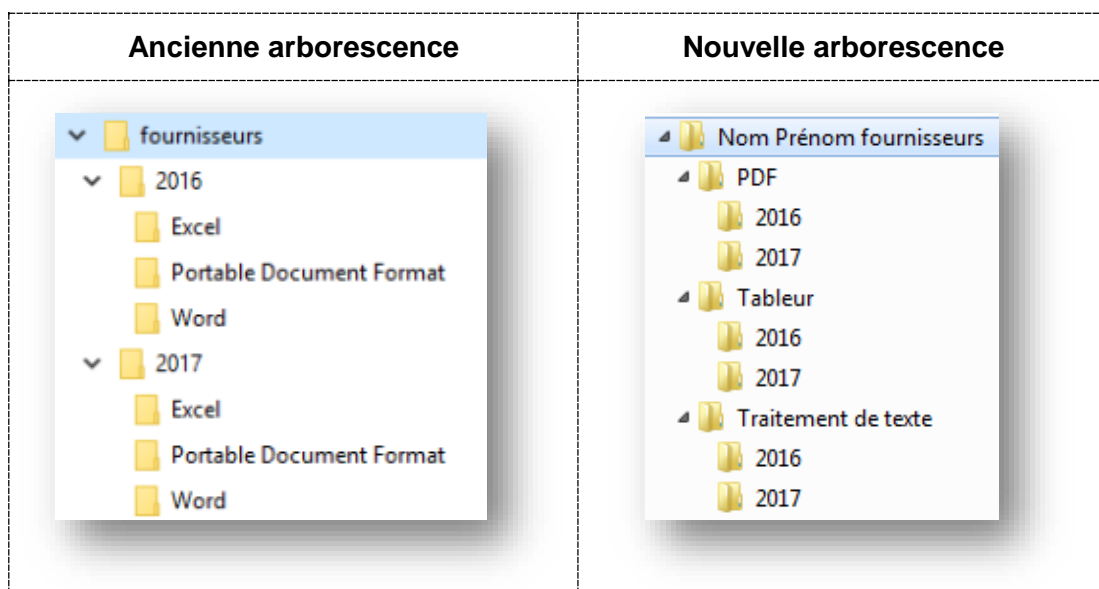 Ancienne arborescence
Nouvelle arborescence
fournisseurs
2016
Excel
Portable Document Format
Word
2017
Excel
Portable Document Format
Word
Nom Prénom fournisseurs
PDF
2016
2017
Tableur
2016
2017
Traitement de texte
2016
2017